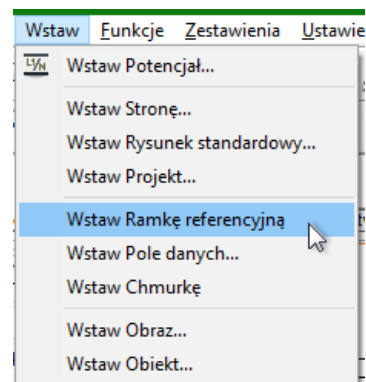 Wstaw Funkcje Zestawienia Ustawie
L1/N Wstaw Potencjał...
Wstaw Stronę...
Wstaw Rysunek standardowy...
Wstaw Projekt...
Wstaw Ramkę referencyjną
Wstaw Pole danych...
Wstaw Chmurkę
Wstaw Obraz...
Wstaw Obiekt...